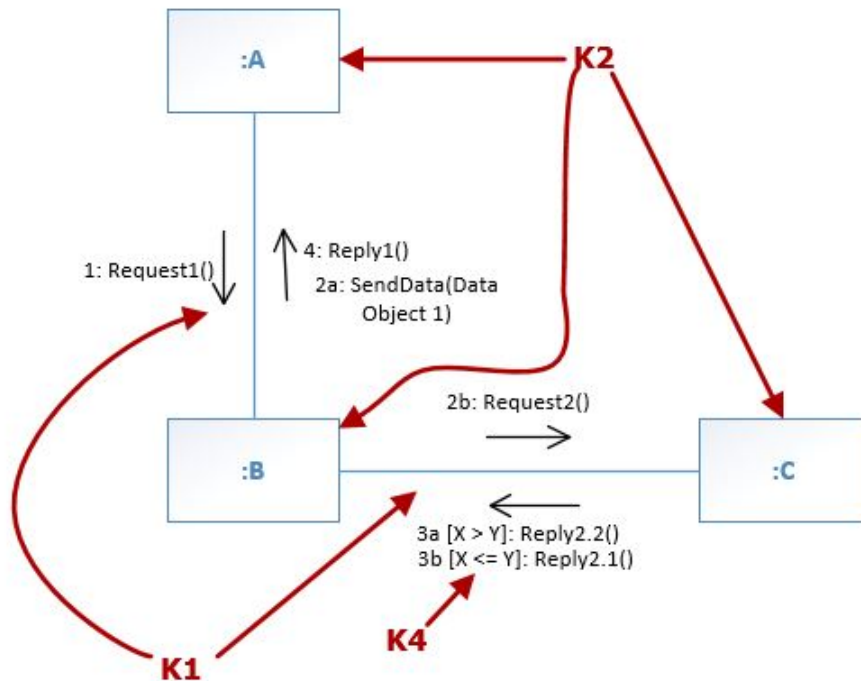 :A
K2
4: Reply1()
1: Request1()
2a: SendData(Data
Object 1)
2b: Request2()
:B
:C
3a [X > Y]: Reply2.2()
3b [X <= Y]: Reply2.1()
K4
K1